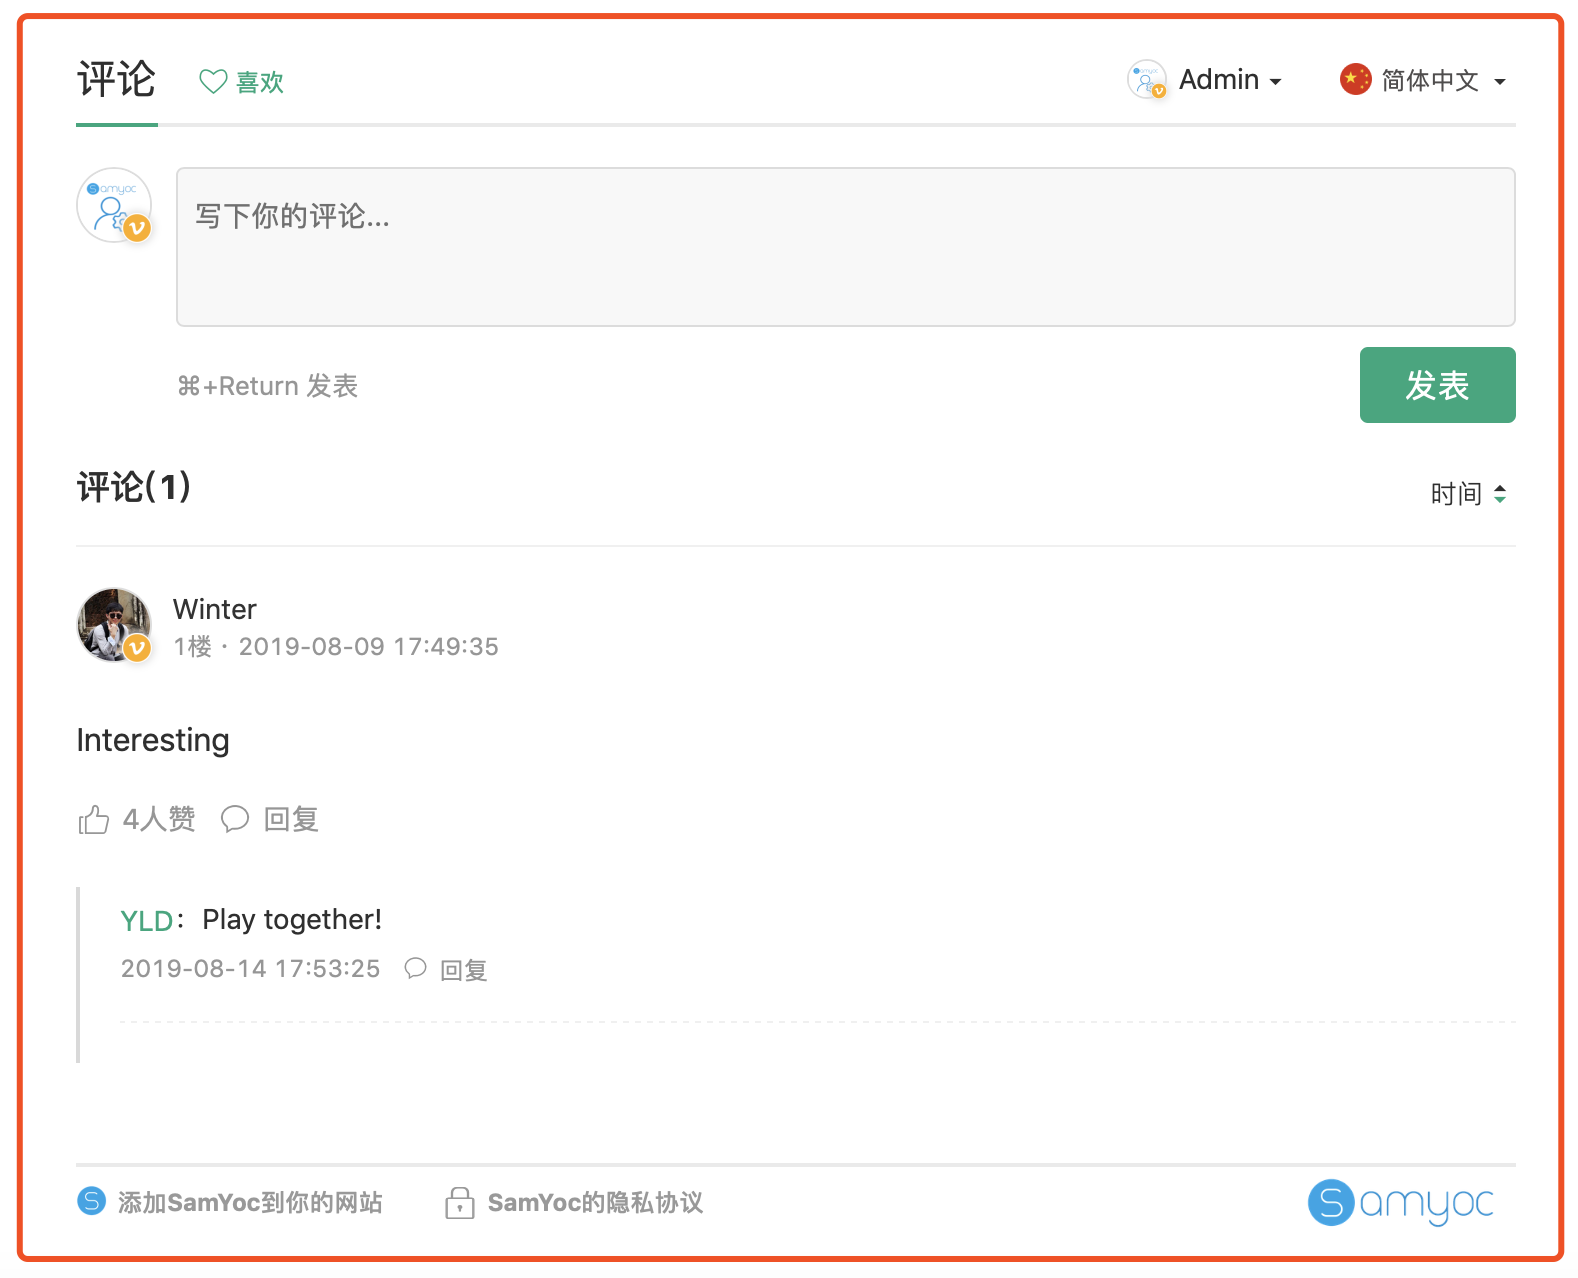 评论 喜欢 Admin 简体中文
Samyoc
写下你的评论...
⌘+Return 发表
发表
评论(1)
时间
Winter
1楼 · 2019-08-09 17:49:35
Interesting
4人赞 回复
YLD： Play together!
2019-08-14 17:53:25 回复
添加SamYoc到你的网站 SamYoc的隐私协议 Samyoc